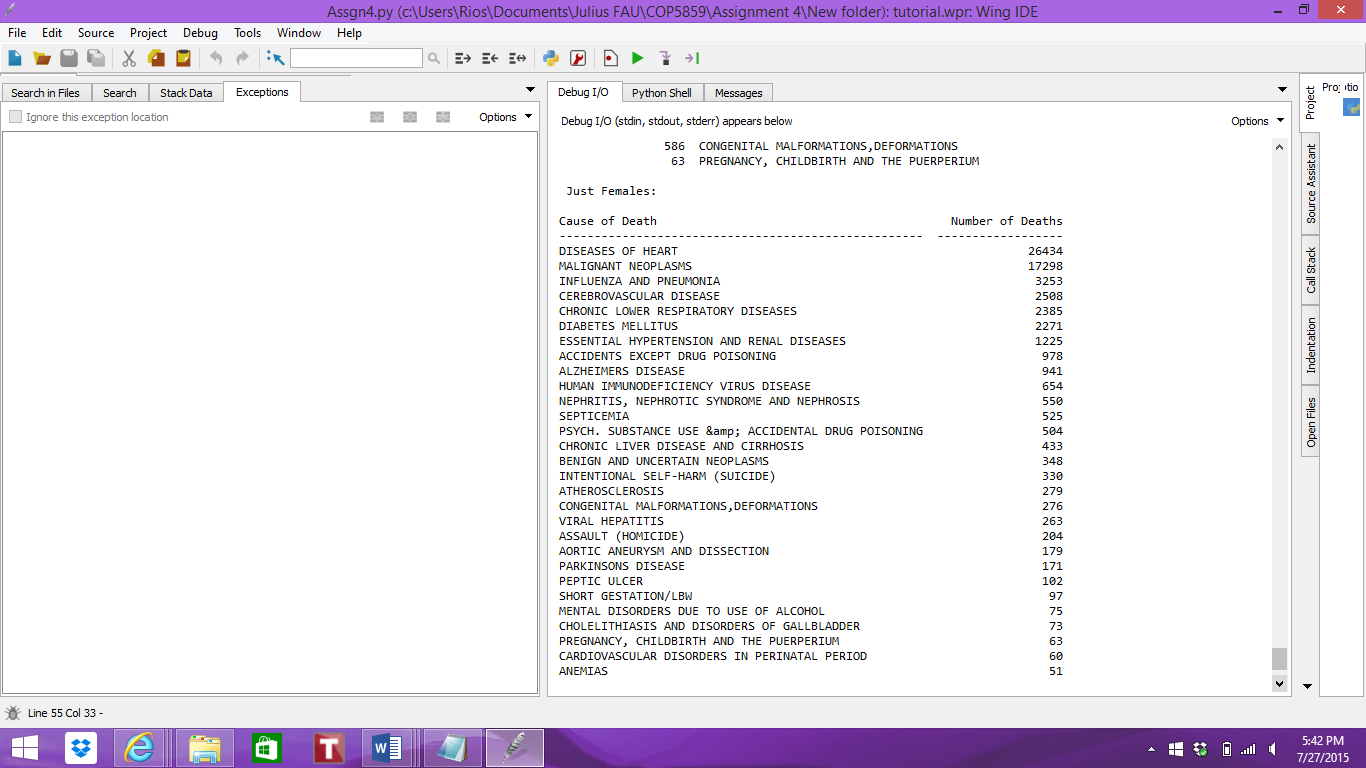 Assgn4.py (c:\Users\Rios\Documents\Julius FAU\COP5859\Assignment 4\New folder): tutorial.wpr: Wing IDE
File Edit Source Project Debug Tools Window Help
Search in Files Search Stack Data Exceptions
Ignore this exception location Options
Debug I/O Python Shell Messages
Debug I/O (stdin, stdout, stderr) appears below Options
586 CONGENITAL MALFORMATIONS,DEFORMATIONS
63 PREGNANCY, CHILDBIRTH AND THE PUERPERIUM
Just Females:
Cause of Death Number of Deaths
---------------------------------------------------- ------------------
DISEASES OF HEART 26434
MALIGNANT NEOPLASMS 17298
INFLUENZA AND PNEUMONIA 3253
CEREBROVASCULAR DISEASE 2508
CHRONIC LOWER RESPIRATORY DISEASES 2385
DIABETES MELLITUS 2271
ESSENTIAL HYPERTENSION AND RENAL DISEASES 1225
ACCIDENTS EXCEPT DRUG POISONING 978
ALZHEIMERS DISEASE 941
HUMAN IMMUNODEFICIENCY VIRUS DISEASE 654
NEPHRITIS, NEPHROTIC SYNDROME AND NEPHROSIS 550
SEPTICEMIA 525
PSYCH. SUBSTANCE USE &amp; ACCIDENTAL DRUG POISONING 504
CHRONIC LIVER DISEASE AND CIRRHOSIS 433
BENIGN AND UNCERTAIN NEOPLASMS 348
INTENTIONAL SELF-HARM (SUICIDE) 330
ATHEROSCLEROSIS 279
CONGENITAL MALFORMATIONS,DEFORMATIONS 276
VIRAL HEPATITIS 263
ASSAULT (HOMICIDE) 204
AORTIC ANEURYSM AND DISSECTION 179
PARKINSONS DISEASE 171
PEPTIC ULCER 102
SHORT GESTATION/LBW 97
MENTAL DISORDERS DUE TO USE OF ALCOHOL 75
CHOLELITHIASIS AND DISORDERS OF GALLBLADDER 73
PREGNANCY, CHILDBIRTH AND THE PUERPERIUM 63
CARDIOVASCULAR DISORDERS IN PERINATAL PERIOD 60
ANEMIAS 51
Project
Source Assistant
Call Stack
Indentation
Open Files
Line 55 Col 33 -
5:42 PM
7/27/2015